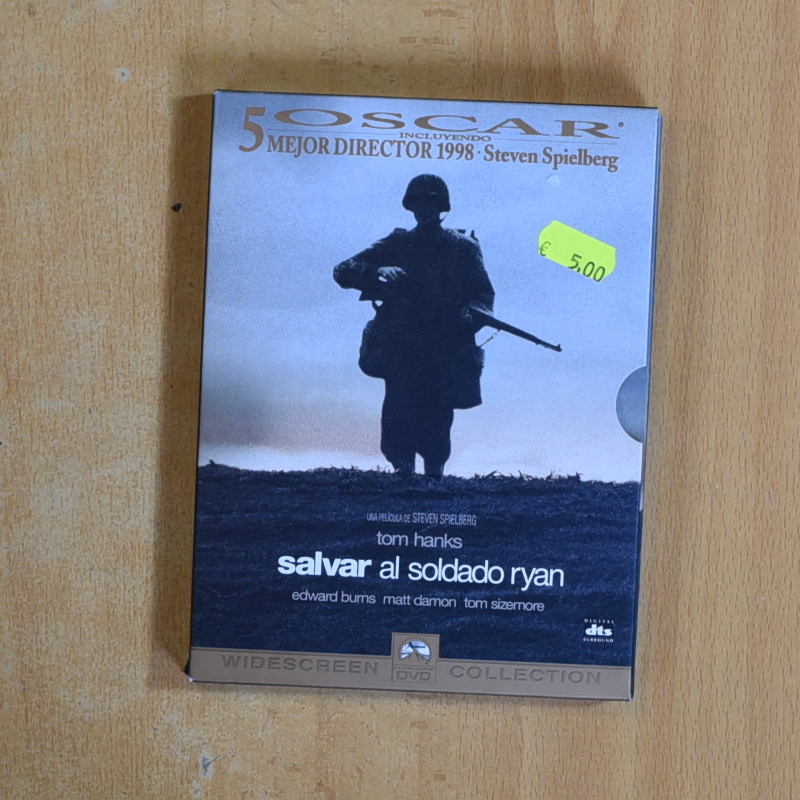 5 OSCAR
INCLUYENDO
MEJOR DIRECTOR 1998 · Steven Spielberg
€ 5,00
UNA PELÍCULA DE STEVEN SPIELBERG
tom hanks
salvar al soldado ryan
edward burns matt damon tom sizemore
DIGITAL
dts
SURROUND
WIDESCREEN DVD COLLECTION